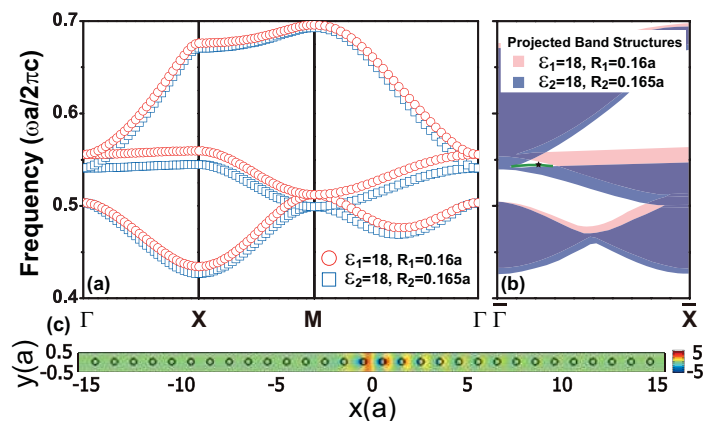 0.7
0.6
0.5
0.4
Frequency (ωa/2πc)
(a)
ε₁=18, R₁=0.16a
ε₂=18, R₂=0.165a
Γ X M Γ
Projected Band Structures
ε₁=18, R₁=0.16a
ε₂=18, R₂=0.165a
(b)
Γ̅ X̅
(c)
y(a)
0.5
-0.5
-15 -10 -5 0 5 10 15
x(a)
5
-5